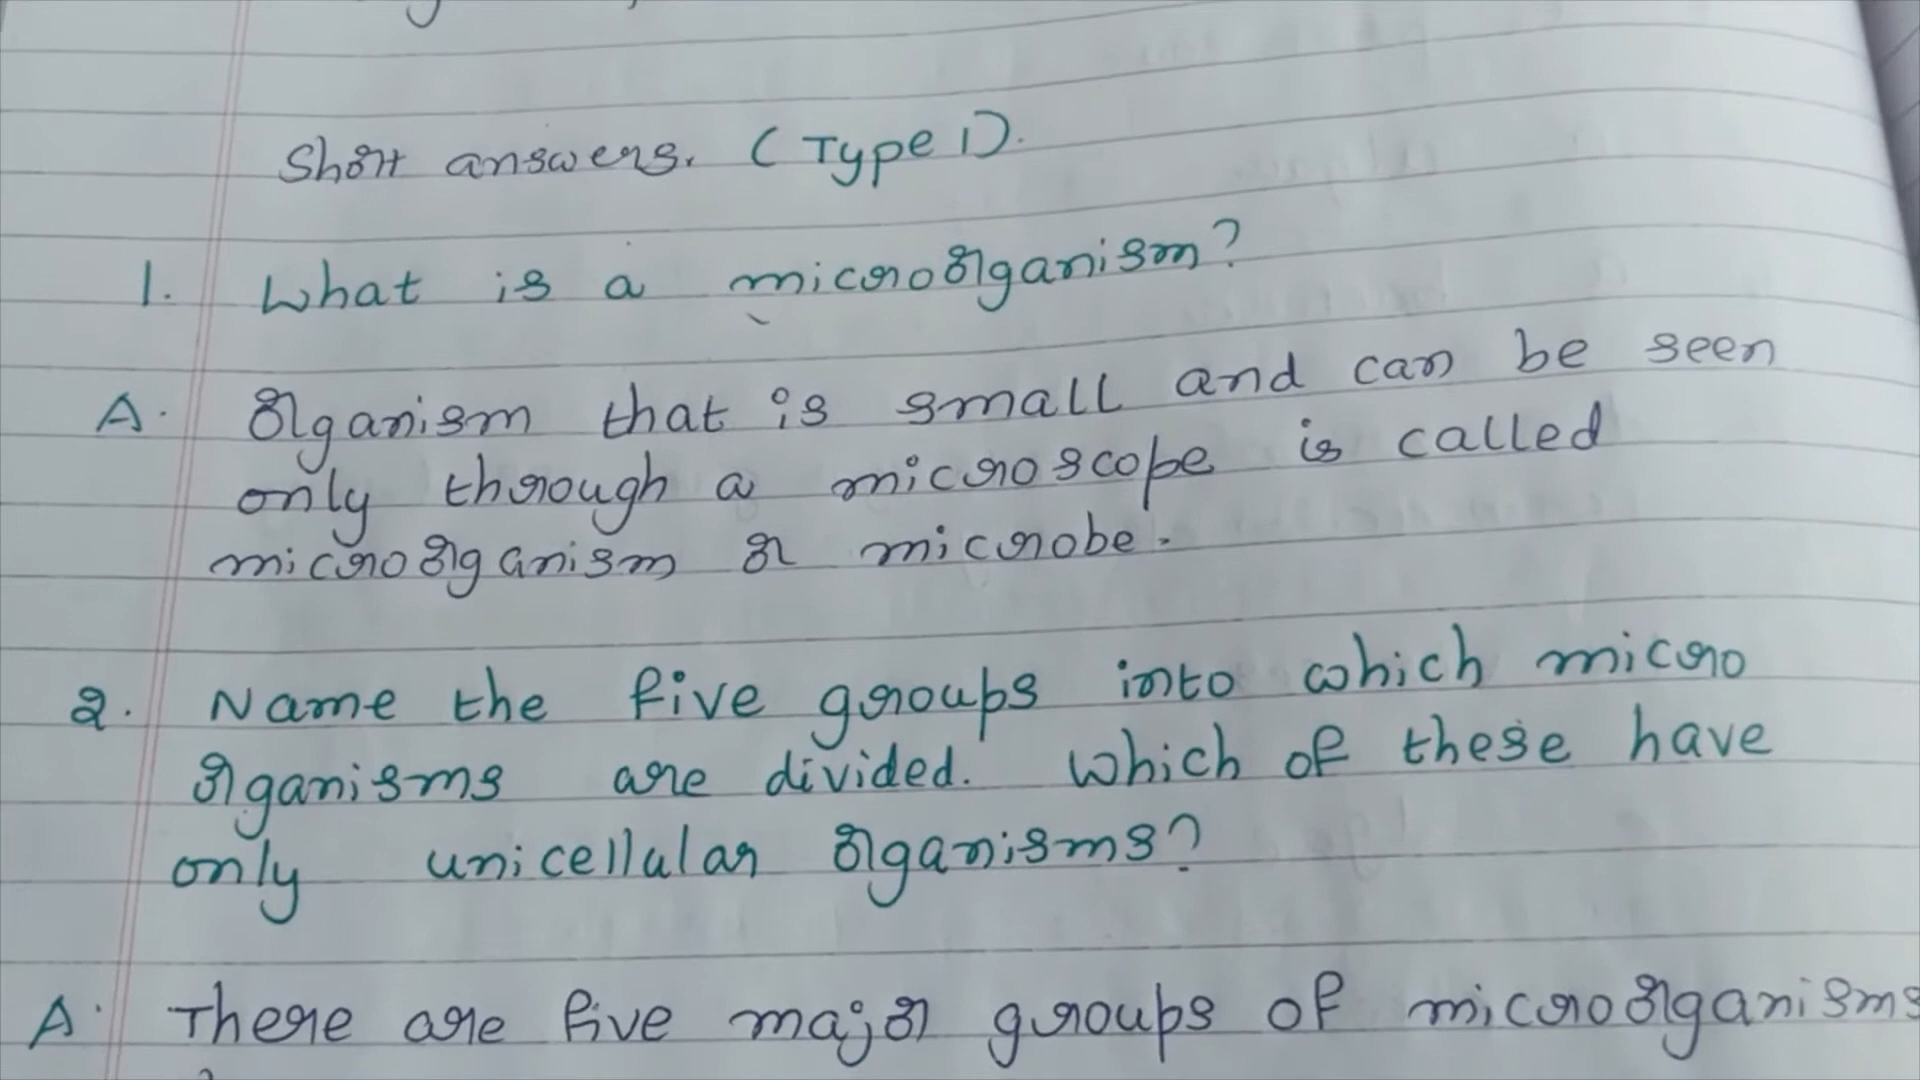 Short answers. (Type 1).
1. What is a microorganism?
A. Organism that is small and can be seen
only through a microscope is called
microorganism or microbe.
2. Name the five groups into which micro
organisms are divided. Which of these have
only unicellular organisms?
A. There are five major groups of microorganisms